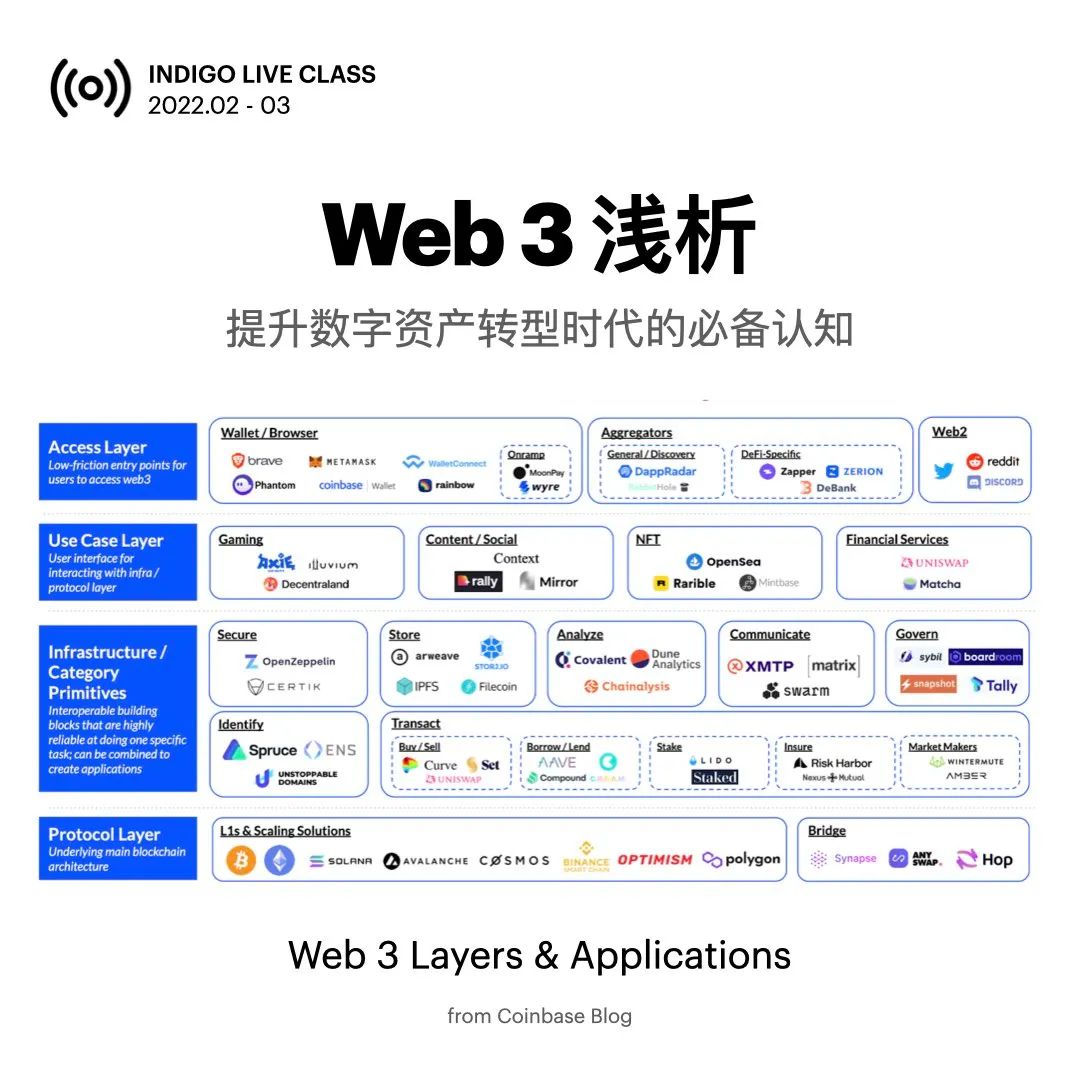 INDIGO LIVE CLASS
2022.02 - 03
Web 3 浅析
提升数字资产转型时代的必备认知
Access Layer
Low-friction entry points for
users to access web3
Wallet / Browser
brave
METAMASK
WalletConnect
Phantom
coinbase | Wallet
rainbow
Onramp
MoonPay
wyre
Aggregators
General / Discovery
DappRadar
RabbitHole
DeFi-Specific
Zapper
ZERION
DeBank
Web2
reddit
DISCORD
Use Case Layer
User interface for
interacting with infra /
protocol layer
Gaming
AXIE
illuvium
Decentraland
Content / Social
Context
rally
Mirror
NFT
OpenSea
Rarible
Mintbase
Financial Services
UNISWAP
Matcha
Infrastructure /
Category
Primitives
Interoperable building
blocks that are highly
reliable at doing one specific
task; can be combined to
create applications
Secure
OpenZeppelin
CERTIK
Store
arweave
STORJ.IO
IPFS
Filecoin
Analyze
Covalent
Dune
Analytics
Chainalysis
Communicate
XMTP
[matrix]
swarm
Govern
sybil
boardroom
snapshot
Tally
Identify
Spruce
ENS
UNSTOPPABLE
DOMAINS
Transact
Buy / Sell
Curve
Set
UNISWAP
Borrow / Lend
AAVE
Compound
C.R.E.A.M.
Stake
LIDO
Staked
Insure
Risk Harbor
Nexus Mutual
Market Makers
WINTERMUTE
AMBER
Protocol Layer
Underlying main blockchain
architecture
L1s & Scaling Solutions
SOLANA
AVALANCHE
COSMOS
BINANCE
SMART CHAIN
OPTIMISM
polygon
Bridge
Synapse
ANY
SWAP.
Hop
Web 3 Layers & Applications
from Coinbase Blog